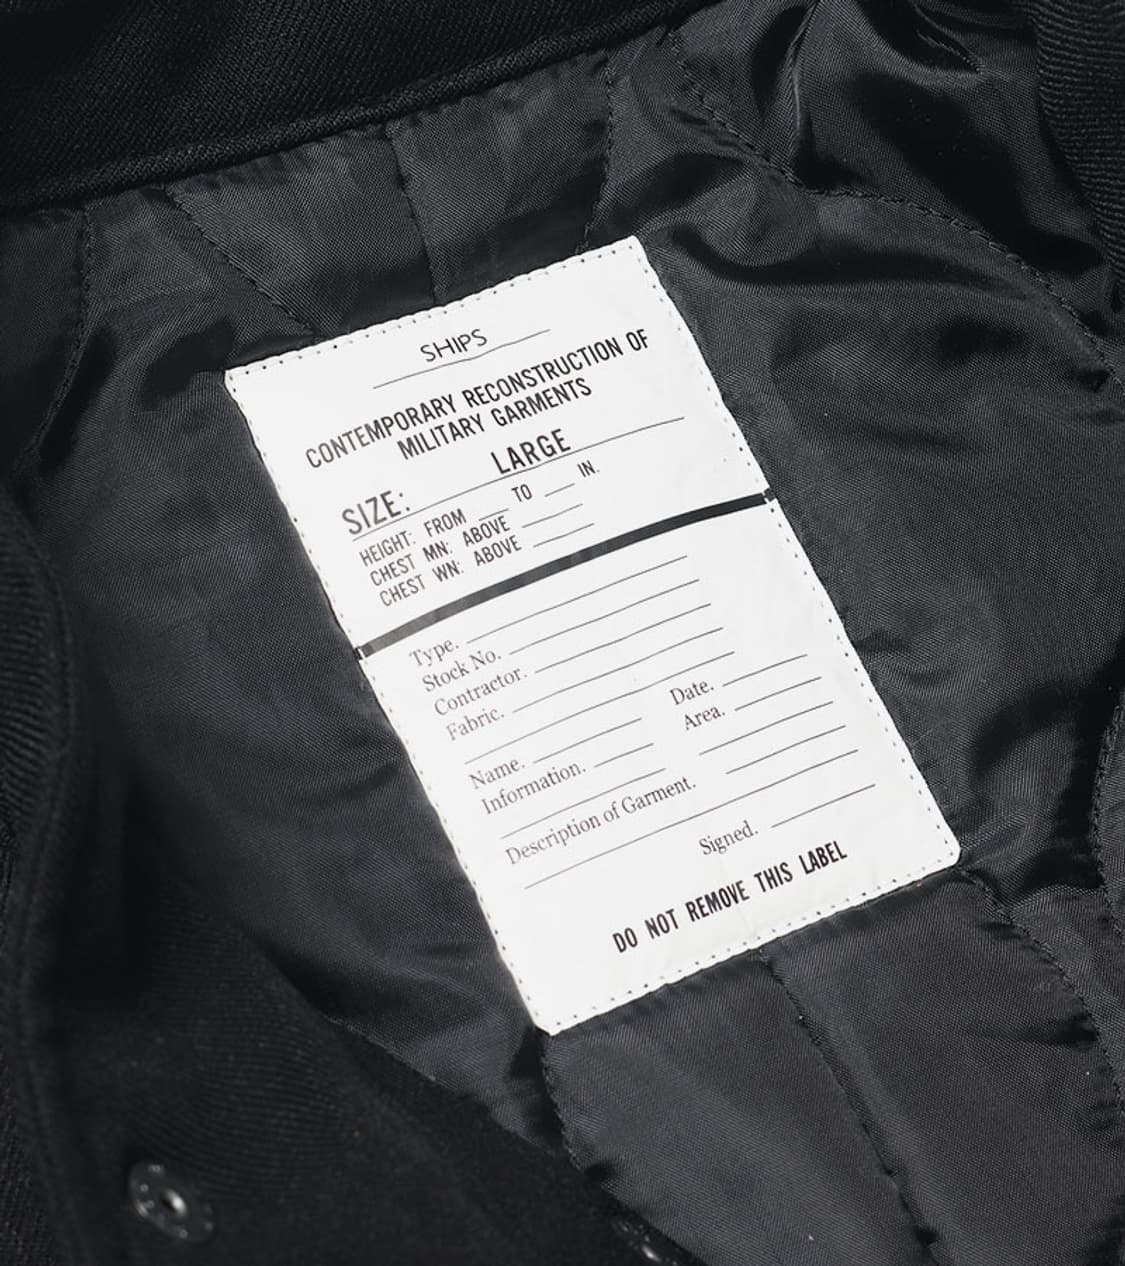 SHIPS
CONTEMPORARY RECONSTRUCTION OF
MILITARY GARMENTS
SIZE: LARGE
HEIGHT: FROM TO IN.
CHEST MN: ABOVE
CHEST WN: ABOVE
Type.
Stock No.
Contractor.
Fabric.
Date.
Name. Area.
Information.
Description of Garment.
Signed.
DO NOT REMOVE THIS LABEL